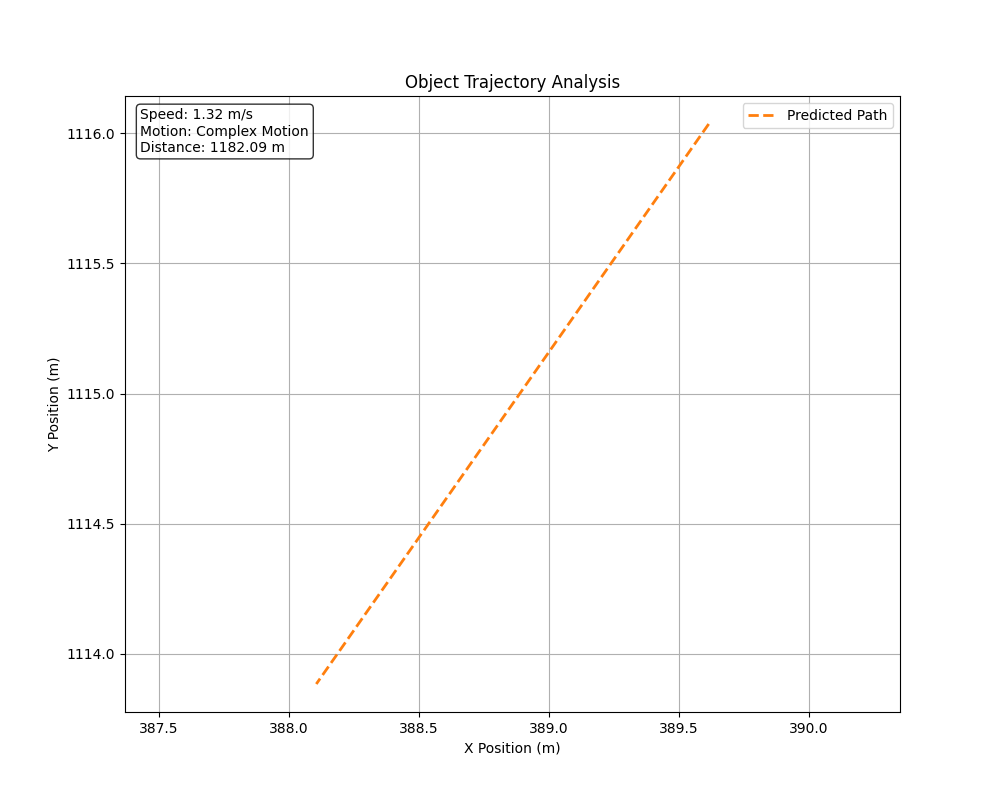 Object Trajectory Analysis
Speed: 1.32 m/s
Motion: Complex Motion
Distance: 1182.09 m
Predicted Path
1116.0
1115.5
1115.0
1114.5
1114.0
Y Position (m)
387.5 388.0 388.5 389.0 389.5 390.0
X Position (m)